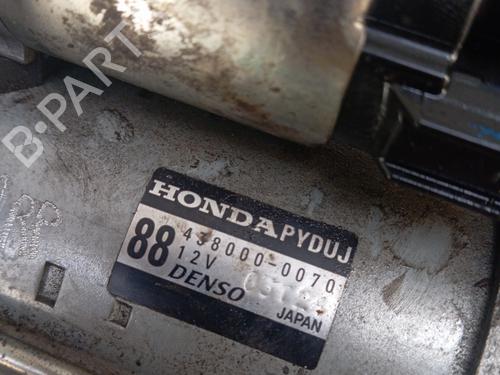 B-PART
HONDA PYDUJ
88 438000-0070
12V
DENSO
JAPAN